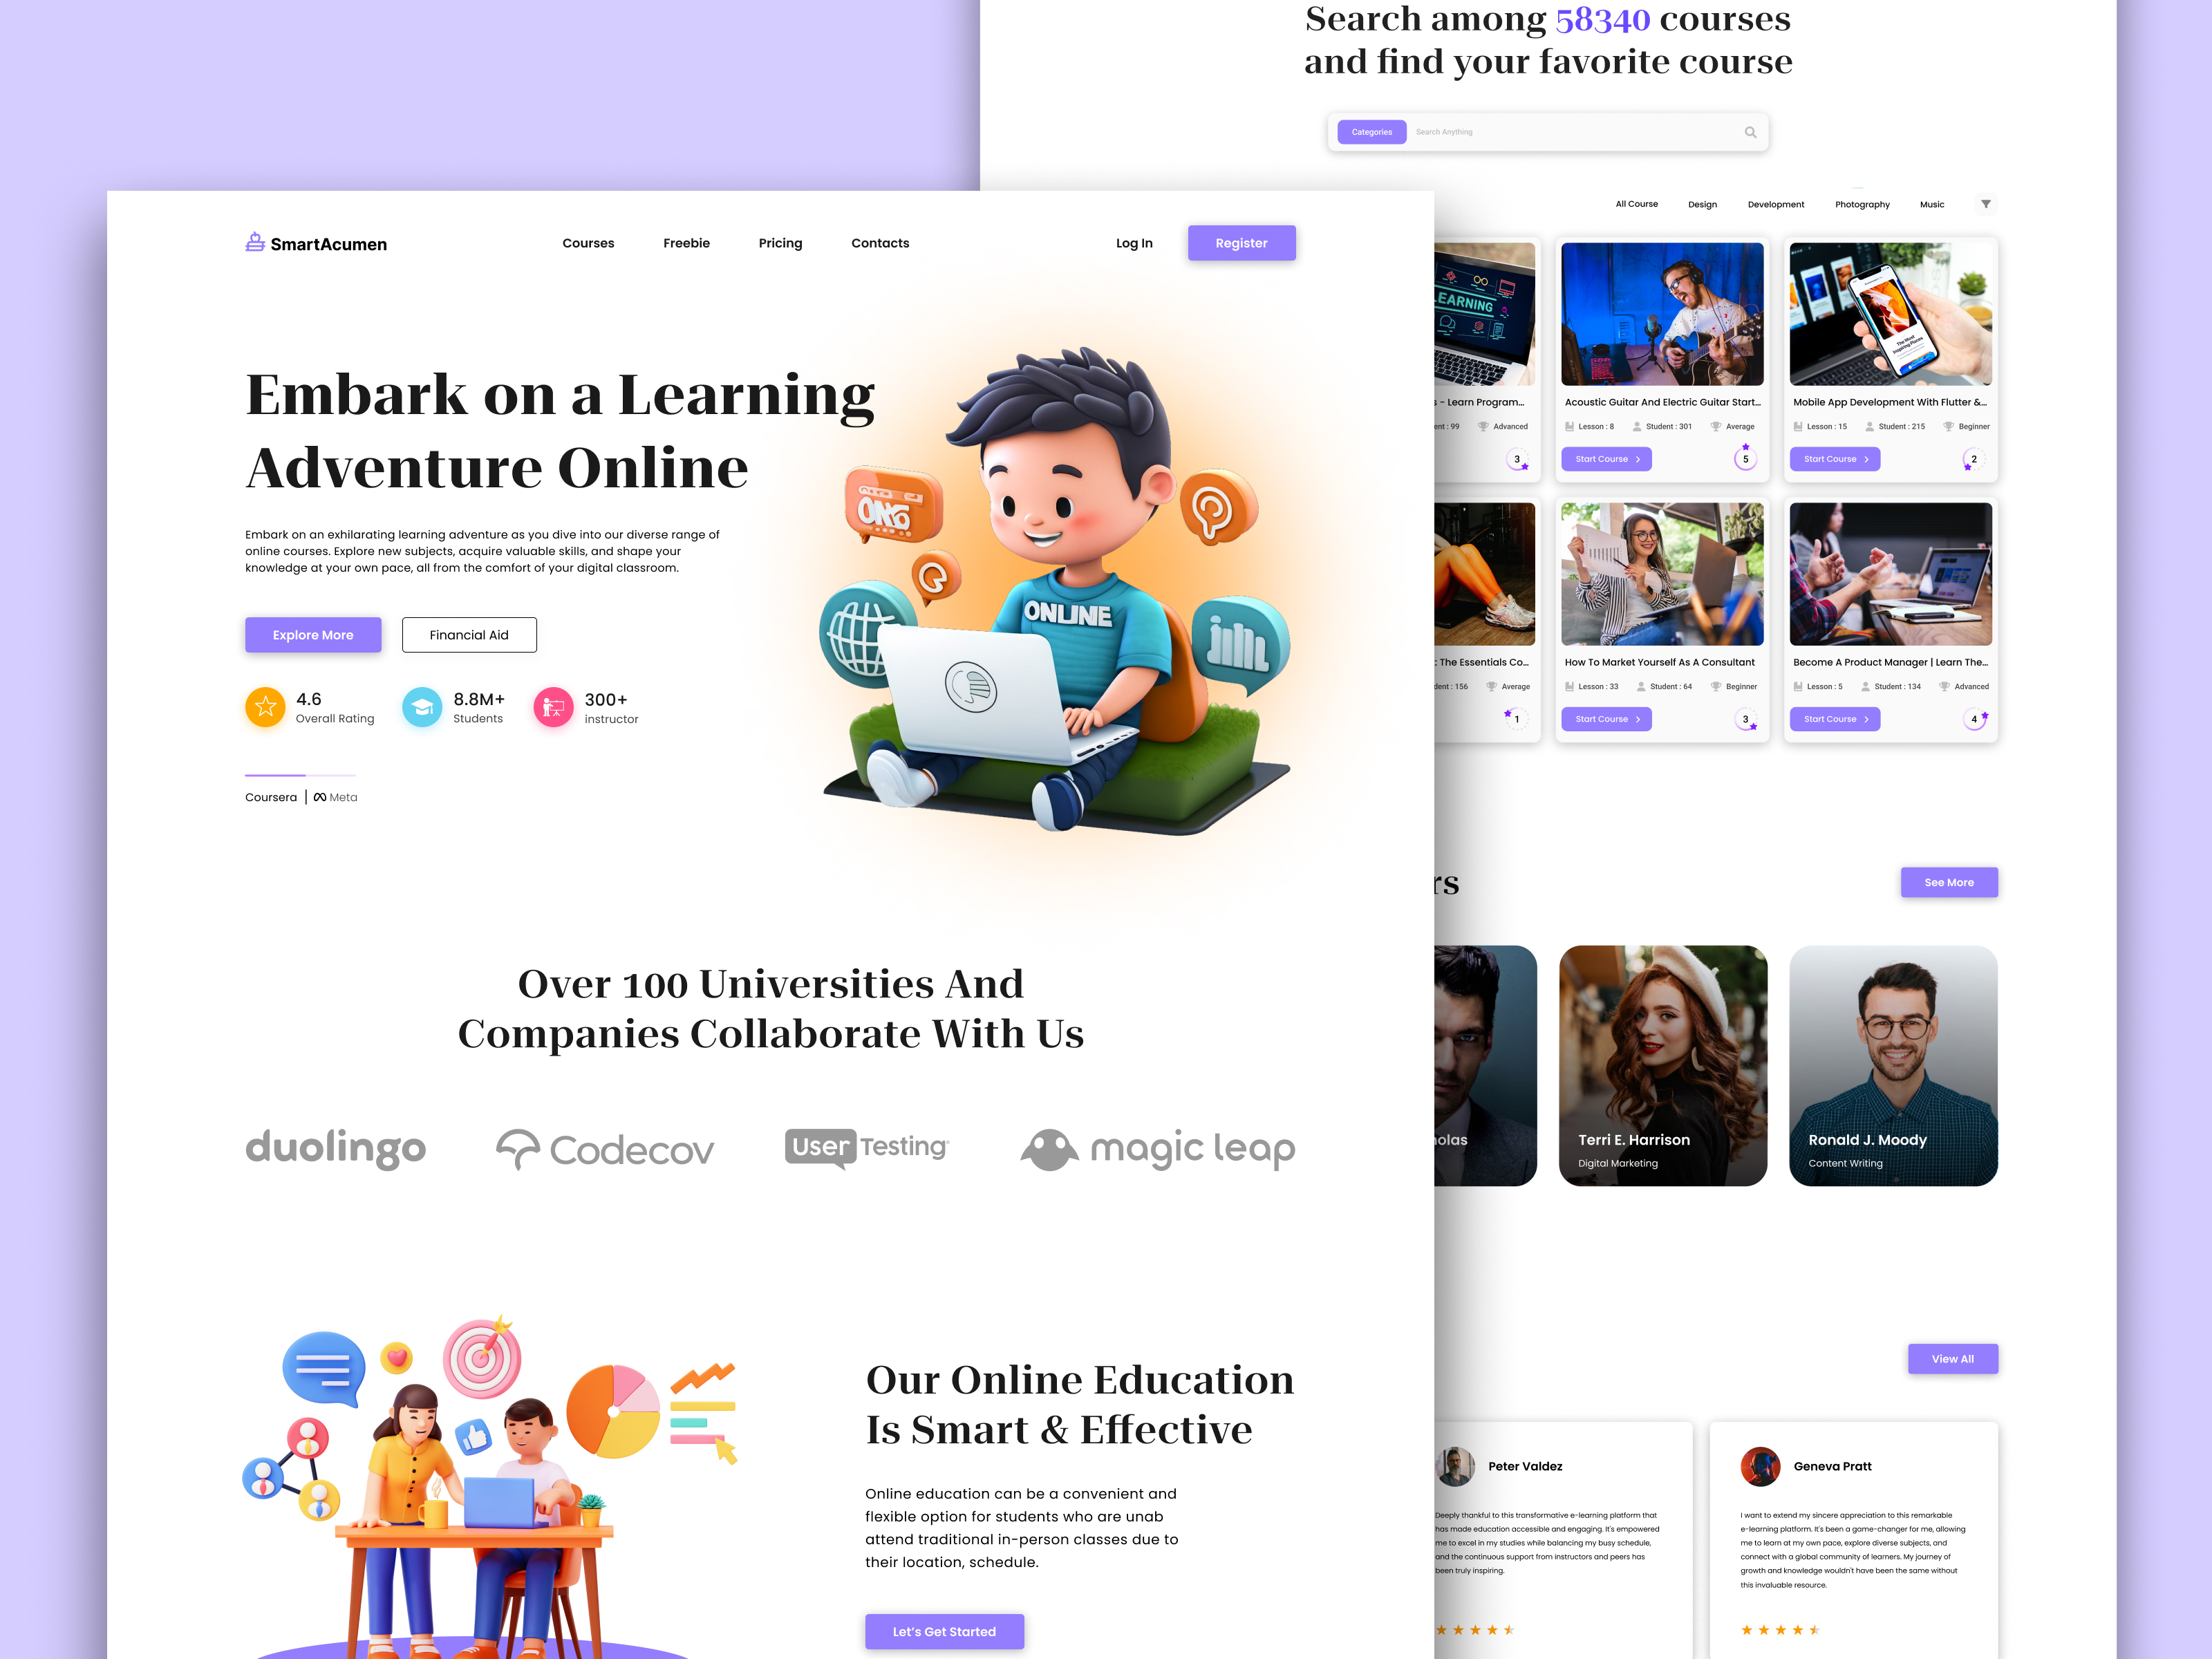 Search among 58340 courses
and find your favorite course
Categories
Search Anything
All Course
Design
Development
Photography
Music
SmartAcumen
Courses
Freebie
Pricing
Contacts
Log In
Register
Embark on a Learning
Adventure Online
Embark on an exhilarating learning adventure as you dive into our diverse range of
online courses. Explore new subjects, acquire valuable skills, and shape your
knowledge at your own pace, all from the comfort of your digital classroom.
Explore More
Financial Aid
4.6
Overall Rating
8.8M+
Students
300+
instructor
Coursera
Meta
ONLINE
LEARNING
s - Learn Program...
ent : 99
Advanced
3
Acoustic Guitar And Electric Guitar Start...
Lesson : 8
Student : 301
Average
Start Course
5
Mobile App Development With Flutter &...
Lesson : 15
Student : 215
Beginner
Start Course
2
: The Essentials Co...
dent : 156
Average
1
How To Market Yourself As A Consultant
Lesson : 33
Student : 64
Beginner
Start Course
3
Become A Product Manager | Learn The...
Lesson : 5
Student : 134
Advanced
Start Course
4
rs
See More
olas
Terri E. Harrison
Digital Marketing
Ronald J. Moody
Content Writing
Over 100 Universities And
Companies Collaborate With Us
duolingo
Codecov
UserTesting
magic leap
Our Online Education
Is Smart & Effective
Online education can be a convenient and
flexible option for students who are unab
attend traditional in-person classes due to
their location, schedule.
Let's Get Started
View All
Peter Valdez
Deeply thankful to this transformative e-learning platform that
has made education accessible and engaging. It's empowered
me to excel in my studies while balancing my busy schedule,
and the continuous support from instructors and peers has
been truly inspiring.
Geneva Pratt
I want to extend my sincere appreciation to this remarkable
e-learning platform. It's been a game-changer for me, allowing
me to learn at my own pace, explore diverse subjects, and
connect with a global community of learners. My journey of
growth and knowledge wouldn't have been the same without
this invaluable resource.